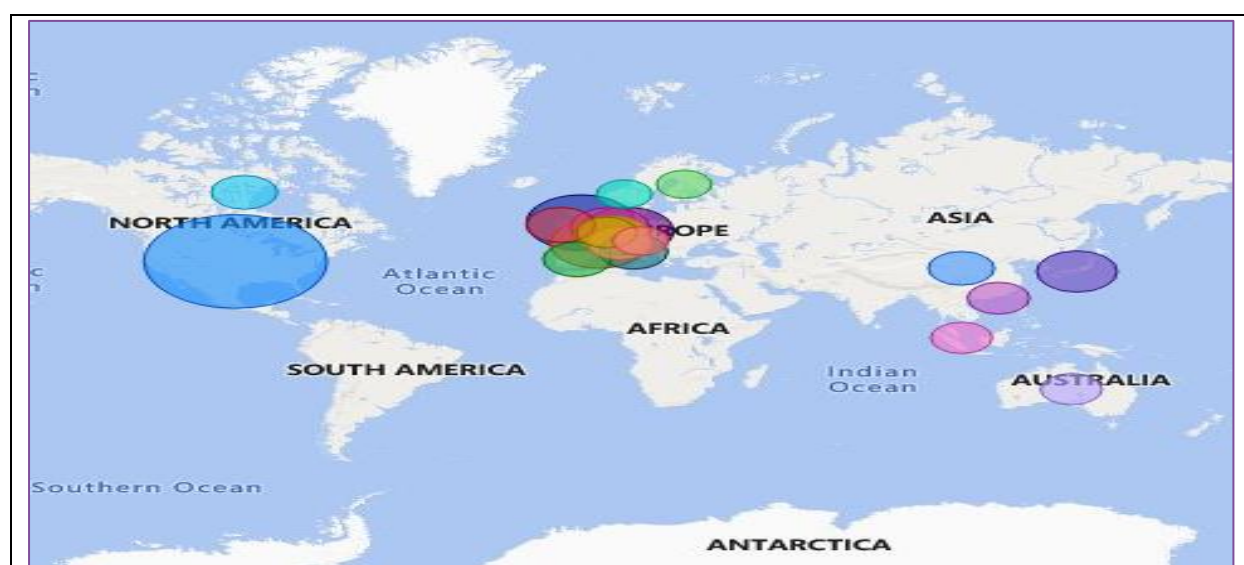 NORTH AMERICA
ASIA
ROPE
Atlantic
Ocean
AFRICA
SOUTH AMERICA
Indian
Ocean
AUSTRALIA
Southern Ocean
ANTARCTICA